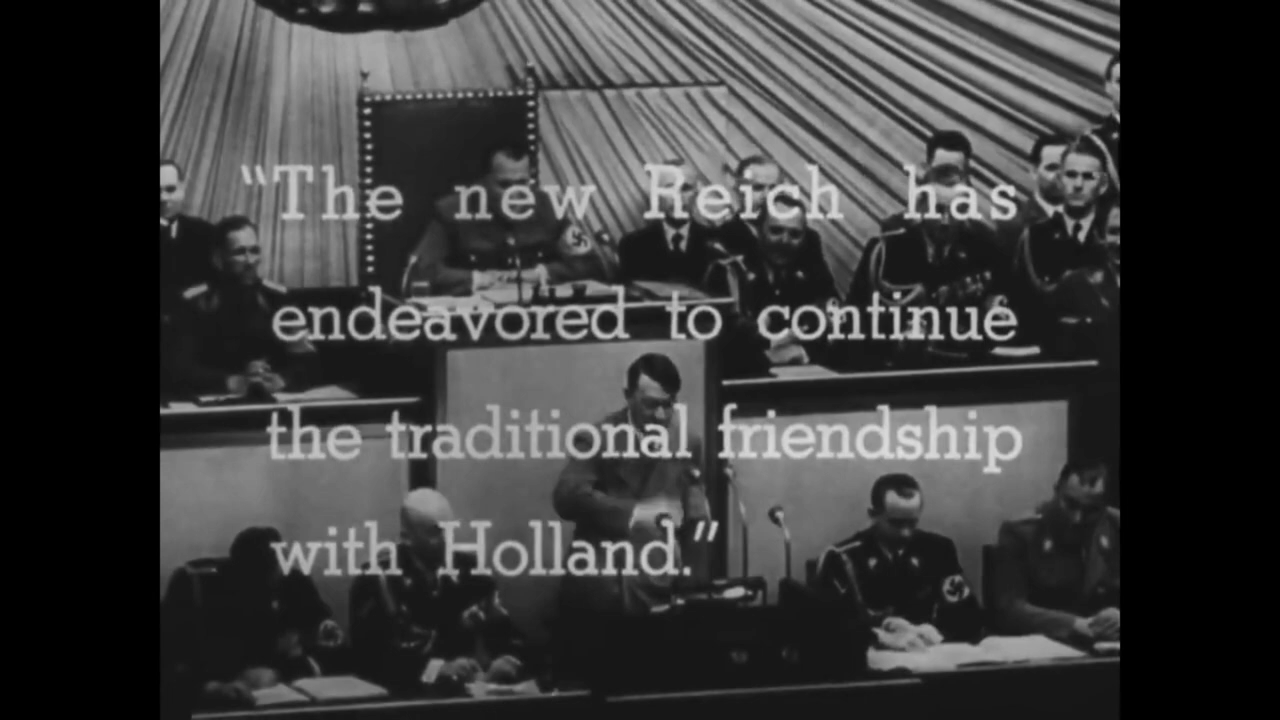 "The new Reich has
endeavored to continue
the traditional friendship
with Holland."